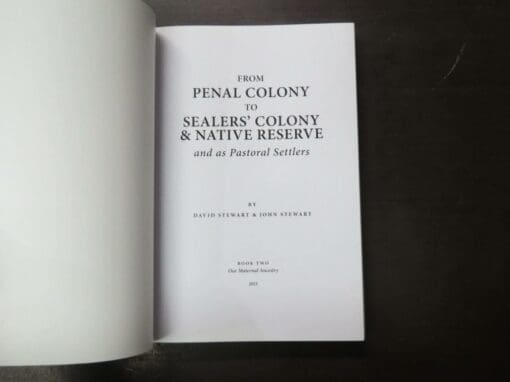 FROM
PENAL COLONY
TO
SEALERS' COLONY
& NATIVE RESERVE
and as Pastoral Settlers
BY
DAVID STEWART & JOHN STEWART
BOOK TWO
Our Maternal Ancestry